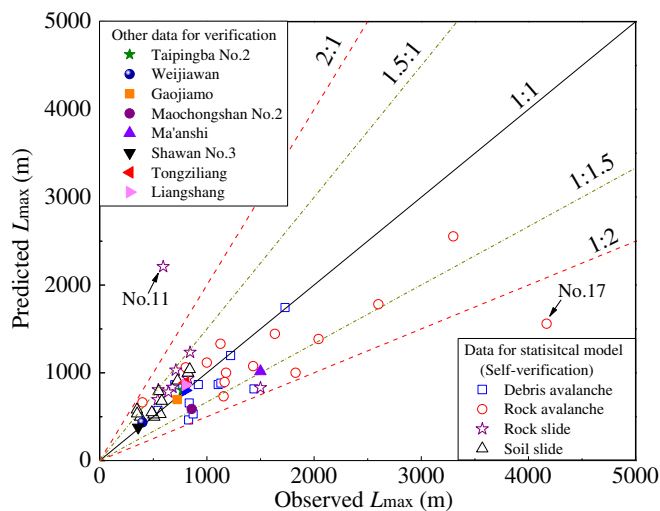 Other data for verification
Taipingba No.2
Weijiawan
Gaojiamo
Maochongshan No.2
Ma'anshi
Shawan No.3
Tongziliang
Liangshang
2:1
1.5:1
1:1
1:1.5
1:2
No.11
No.17
Data for statisitcal model
(Self-verification)
Debris avalanche
Rock avalanche
Rock slide
Soil slide
Predicted Lmax (m)
5000
4000
3000
2000
1000
0
0 1000 2000 3000 4000 5000
Observed Lmax (m)